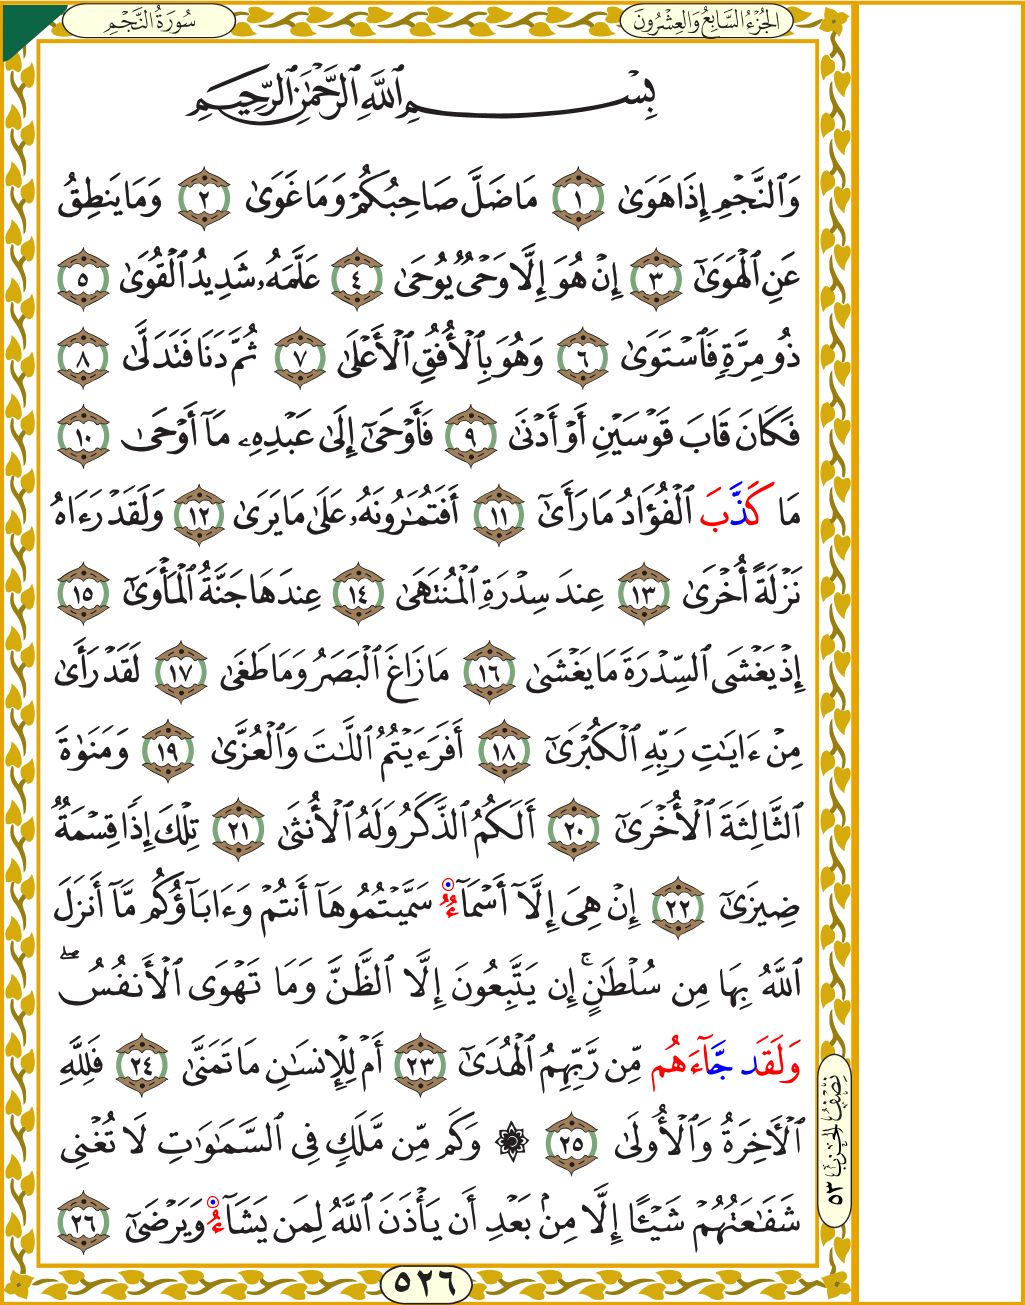 سُورَةُ النَّجْمِ
الجُزْءُ السَّابِعُ وَالعِشْرُونَ
بِسْمِ ٱللَّهِ ٱلرَّحْمَٰنِ ٱلرَّحِيمِ
وَٱلنَّجْمِ إِذَا هَوَىٰ ١ مَا ضَلَّ صَاحِبُكُمْ وَمَا غَوَىٰ ٢ وَمَا يَنطِقُ
عَنِ ٱلْهَوَىٰٓ ٣ إِنْ هُوَ إِلَّا وَحْىٌ يُوحَىٰ ٤ عَلَّمَهُۥ شَدِيدُ ٱلْقُوَىٰ ٥
ذُو مِرَّةٍ فَٱسْتَوَىٰ ٦ وَهُوَ بِٱلْأُفُقِ ٱلْأَعْلَىٰ ٧ ثُمَّ دَنَا فَتَدَلَّىٰ ٨
فَكَانَ قَابَ قَوْسَيْنِ أَوْ أَدْنَىٰ ٩ فَأَوْحَىٰٓ إِلَىٰ عَبْدِهِۦ مَآ أَوْحَىٰ ١٠
مَا كَذَّبَ ٱلْفُؤَادُ مَا رَأَىٰٓ ١١ أَفَتُمَٰرُونَهُۥ عَلَىٰ مَا يَرَىٰ ١٢ وَلَقَدْ رَءَاهُ
نَزْلَةً أُخْرَىٰ ١٣ عِندَ سِدْرَةِ ٱلْمُنتَهَىٰ ١٤ عِندَهَا جَنَّةُ ٱلْمَأْوَىٰٓ ١٥
إِذْ يَغْشَى ٱلسِّدْرَةَ مَا يَغْشَىٰ ١٦ مَا زَاغَ ٱلْبَصَرُ وَمَا طَغَىٰ ١٧ لَقَدْ رَأَىٰ
مِنْ ءَايَٰتِ رَبِّهِ ٱلْكُبْرَىٰٓ ١٨ أَفَرَءَيْتُمُ ٱللَّٰتَ وَٱلْعُزَّىٰ ١٩ وَمَنَوٰةَ
ٱلثَّالِثَةَ ٱلْأُخْرَىٰٓ ٢٠ أَلَكُمُ ٱلذَّكَرُ وَلَهُ ٱلْأُنثَىٰ ٢١ تِلْكَ إِذًا قِسْمَةٌ
ضِيزَىٰٓ ٢٢ إِنْ هِىَ إِلَّآ أَسْمَآءٌ سَمَّيْتُمُوهَآ أَنتُمْ وَءَابَآؤُكُم مَّآ أَنزَلَ
ٱللَّهُ بِهَا مِن سُلْطَٰنٍۚ إِن يَتَّبِعُونَ إِلَّا ٱلظَّنَّ وَمَا تَهْوَى ٱلْأَنفُسُۖ
وَلَقَد جَّآءَهُم مِّن رَّبِّهِمُ ٱلْهُدَىٰٓ ٢٣ أَمْ لِلْإِنسَٰنِ مَا تَمَنَّىٰ ٢٤ فَلِلَّهِ
ٱلْءَاخِرَةُ وَٱلْأُولَىٰ ٢٥ ۞ وَكَم مِّن مَّلَكٍ فِى ٱلسَّمَٰوَٰتِ لَا تُغْنِى
شَفَٰعَتُهُمْ شَيْـًٔا إِلَّا مِنۢ بَعْدِ أَن يَأْذَنَ ٱللَّهُ لِمَن يَشَآءُ وَيَرْضَىٰٓ ٢٦
نِصْفُ الحِزْبِ ٥٣
٥٢٦